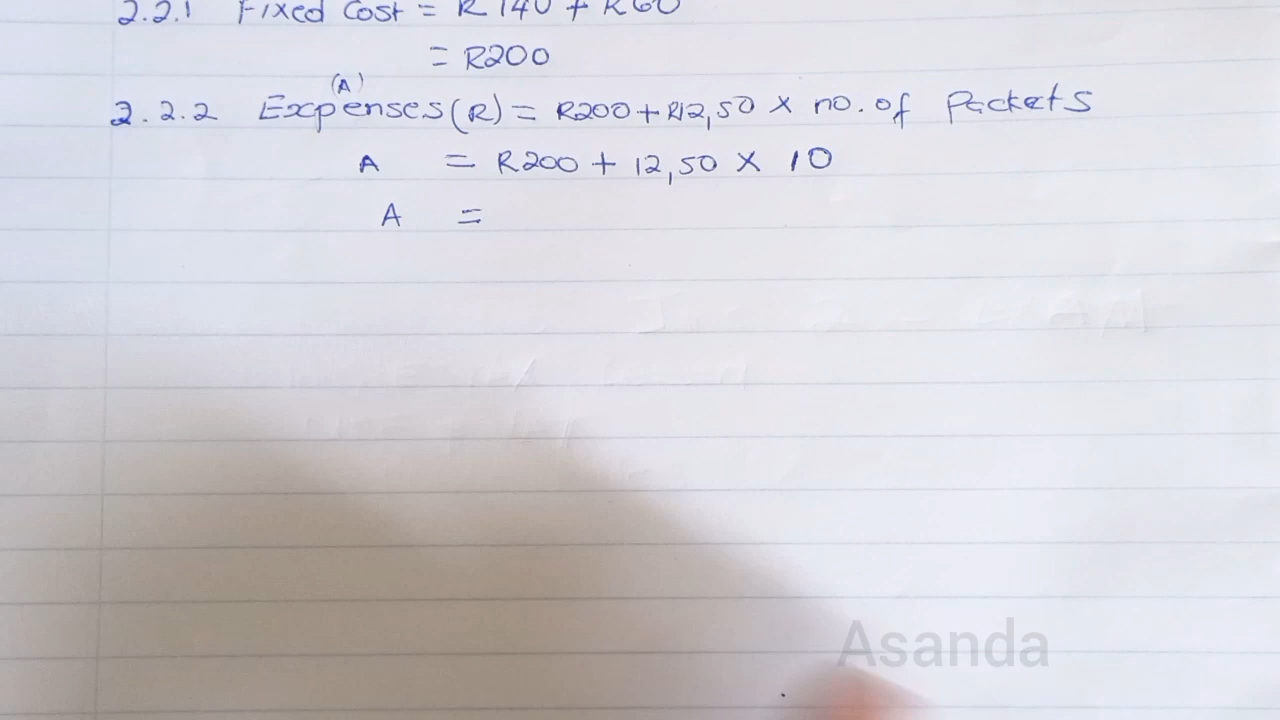 2.2.1 Fixed Cost = R140 + R60
= R200
(A)
2.2.2 Expenses (R) = R200 + R12,50 × no. of Packets
A = R200 + 12,50 × 10
A =
Asanda